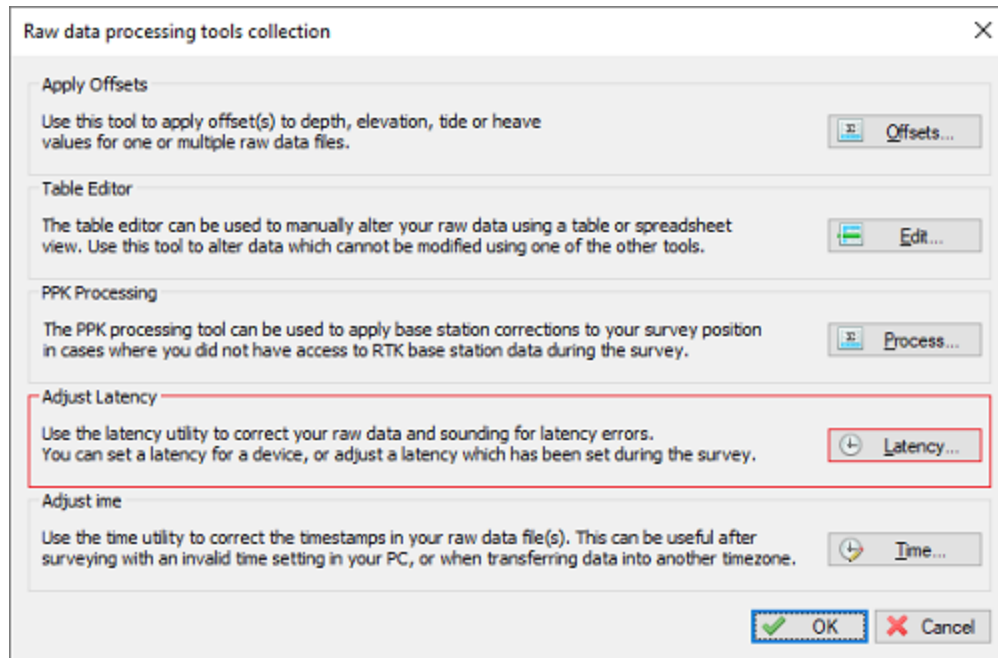 Raw data processing tools collection
Apply Offsets
Use this tool to apply offset(s) to depth, elevation, tide or heave
values for one or multiple raw data files.
Offsets...
Table Editor
The table editor can be used to manually alter your raw data using a table or spreadsheet
view. Use this tool to alter data which cannot be modified using one of the other tools.
Edit...
PPK Processing
The PPK processing tool can be used to apply base station corrections to your survey position
in cases where you did not have access to RTK base station data during the survey.
Process...
Adjust Latency
Use the latency utility to correct your raw data and sounding for latency errors.
You can set a latency for a device, or adjust a latency which has been set during the survey.
Latency...
Adjust ime
Use the time utility to correct the timestamps in your raw data file(s). This can be useful after
surveying with an invalid time setting in your PC, or when transferring data into another timezone.
Time...
OK
Cancel